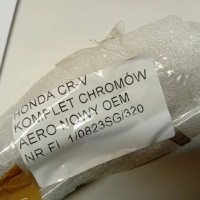 HONDA CR-V
KOMPLET CHROMÓW
AERO NOWY OEM
NR FI. 1/0823SG/320